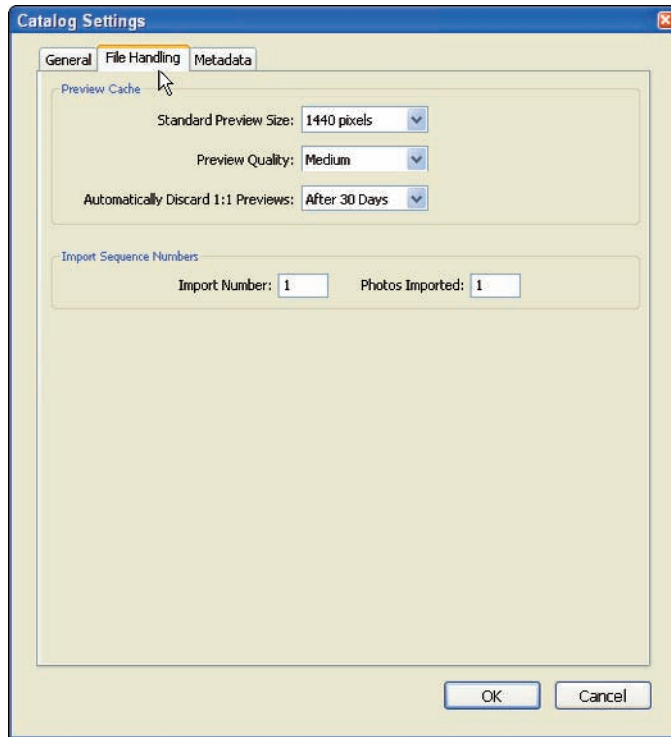 Catalog Settings
General File Handling Metadata
Preview Cache
Standard Preview Size: 1440 pixels
Preview Quality: Medium
Automatically Discard 1:1 Previews: After 30 Days
Import Sequence Numbers
Import Number: 1 Photos Imported: 1
OK Cancel